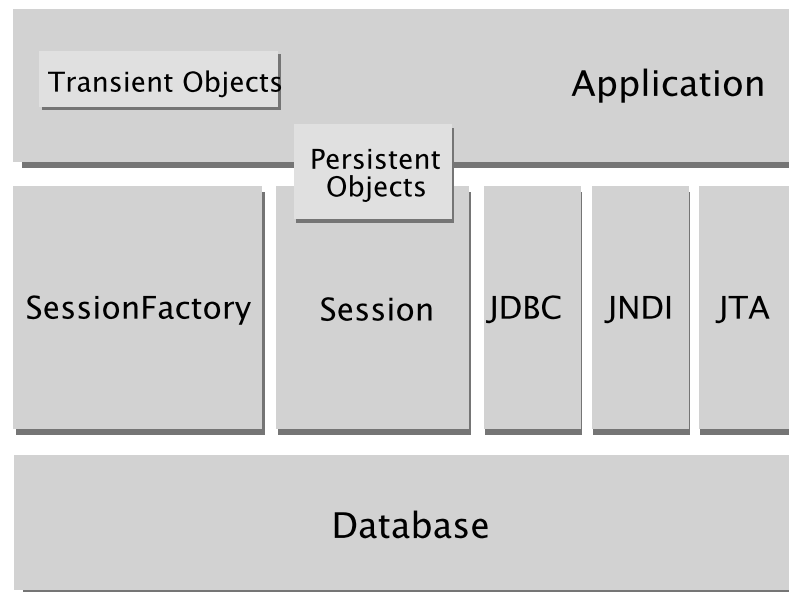 Transient Objects
Application
Persistent
Objects
SessionFactory
Session
JDBC
JNDI
JTA
Database